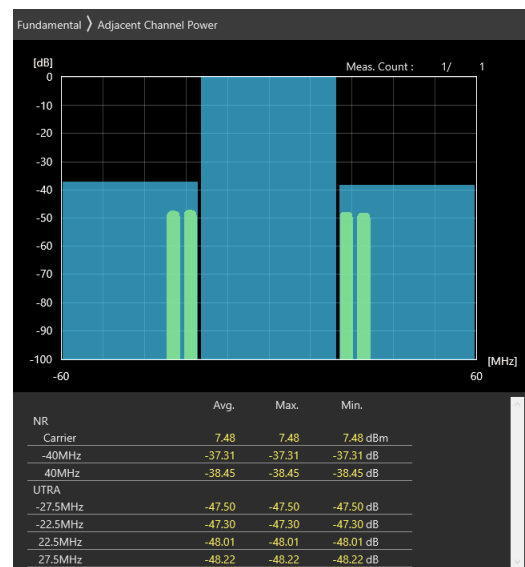 Fundamental 〉 Adjacent Channel Power
[dB]
Meas. Count : 1/ 1
0
-10
-20
-30
-40
-50
-60
-70
-80
-90
-100
[MHz]
-60 60
Avg. Max. Min.
NR
Carrier 7.48 7.48 7.48 dBm
-40MHz -37.31 -37.31 -37.31 dB
40MHz -38.45 -38.45 -38.45 dB
UTRA
-27.5MHz -47.50 -47.50 -47.50 dB
-22.5MHz -47.30 -47.30 -47.30 dB
22.5MHz -48.01 -48.01 -48.01 dB
27.5MHz -48.22 -48.22 -48.22 dB